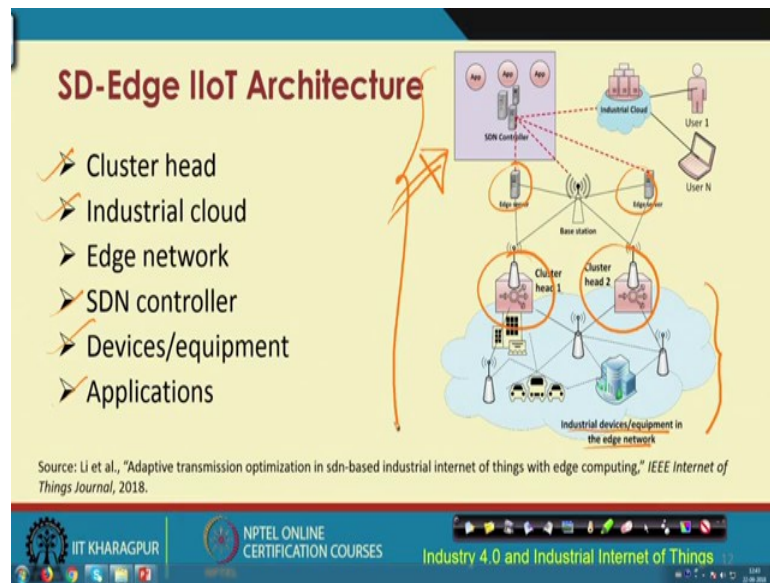 SD-Edge IIoT Architecture
Cluster head
Industrial cloud
Edge network
SDN controller
Devices/equipment
Applications
App
App
App
SDN Controller
Industrial Cloud
User 1
User N
Edge server
Edge server
Base station
Cluster
head 1
Cluster
head 2
Industrial devices/equipment in
the edge network
Source: Li et al., "Adaptive transmission optimization in sdn-based industrial internet of things with edge computing," IEEE Internet of
Things Journal, 2018.
IIT KHARAGPUR
NPTEL ONLINE
CERTIFICATION COURSES
NPTEL
Industry 4.0 and Industrial Internet of Things
12